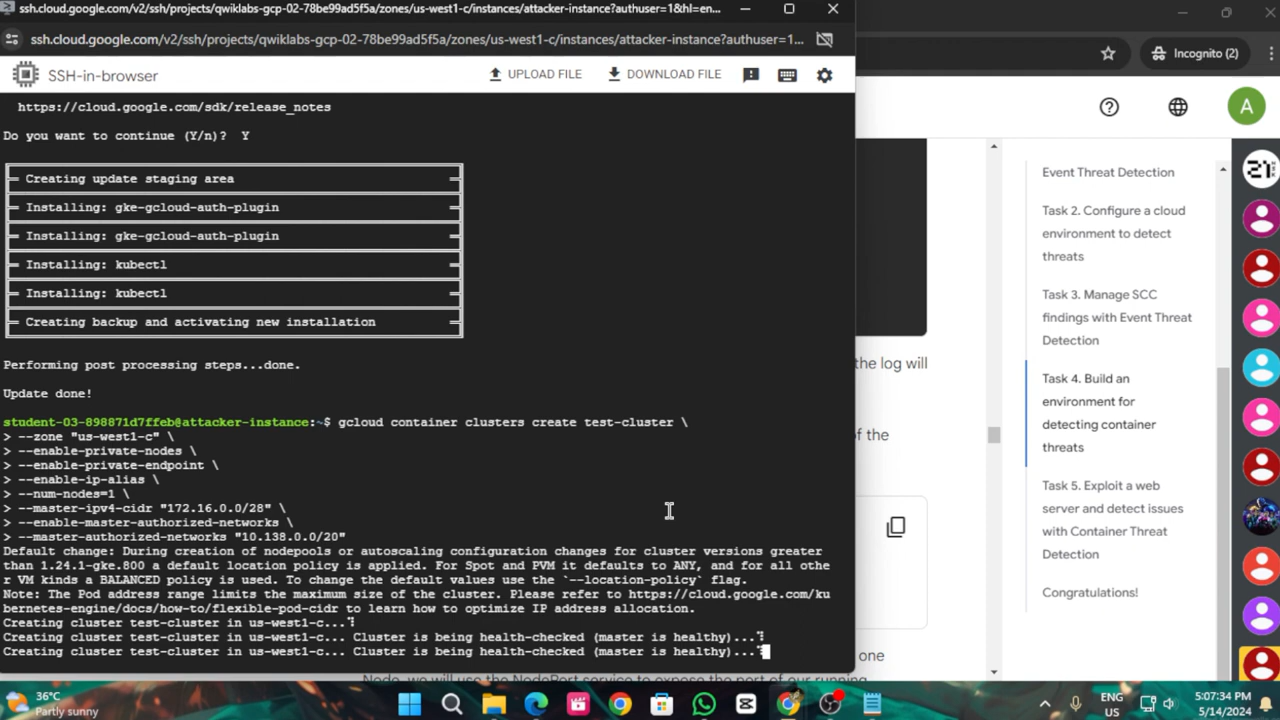 ssh.cloud.google.com/v2/ssh/projects/qwiklabs-gcp-02-78be99ad5f5a/zones/us-west1-c/instances/attacker-instance?authuser=1&hl=en...
ssh.cloud.google.com/v2/ssh/projects/qwiklabs-gcp-02-78be99ad5f5a/zones/us-west1-c/instances/attacker-instance?authuser=1...
Incognito (2)
SSH-in-browser
UPLOAD FILE
DOWNLOAD FILE
A
https://cloud.google.com/sdk/release_notes
Do you want to continue (Y/n)? Y
Creating update staging area
Installing: gke-gcloud-auth-plugin
Installing: gke-gcloud-auth-plugin
Installing: kubectl
Installing: kubectl
Creating backup and activating new installation
Performing post processing steps...done.
Update done!
student-03-898871d7ffeb@attacker-instance:~$ gcloud container clusters create test-cluster \
> --zone "us-west1-c" \
> --enable-private-nodes \
> --enable-private-endpoint \
> --enable-ip-alias \
> --num-nodes=1 \
> --master-ipv4-cidr "172.16.0.0/28" \
> --enable-master-authorized-networks \
> --master-authorized-networks "10.138.0.0/20"
Default change: During creation of nodepools or autoscaling configuration changes for cluster versions greater
than 1.24.1-gke.800 a default location policy is applied. For Spot and PVM it defaults to ANY, and for all othe
r VM kinds a BALANCED policy is used. To change the default values use the `--location-policy` flag.
Note: The Pod address range limits the maximum size of the cluster. Please refer to https://cloud.google.com/ku
bernetes-engine/docs/how-to/flexible-pod-cidr to learn how to optimize IP address allocation.
Creating cluster test-cluster in us-west1-c...
Creating cluster test-cluster in us-west1-c... Cluster is being health-checked (master is healthy)...
Creating cluster test-cluster in us-west1-c... Cluster is being health-checked (master is healthy)...
the log will
of the
one
Node, we will use the NodePort service to expose the port of our running
Event Threat Detection
Task 2. Configure a cloud
environment to detect
threats
Task 3. Manage SCC
findings with Event Threat
Detection
Task 4. Build an
environment for
detecting container
threats
Task 5. Exploit a web
server and detect issues
with Container Threat
Detection
Congratulations!
21
36°C
Partly sunny
ENG
US
5:07:34 PM
5/14/2024